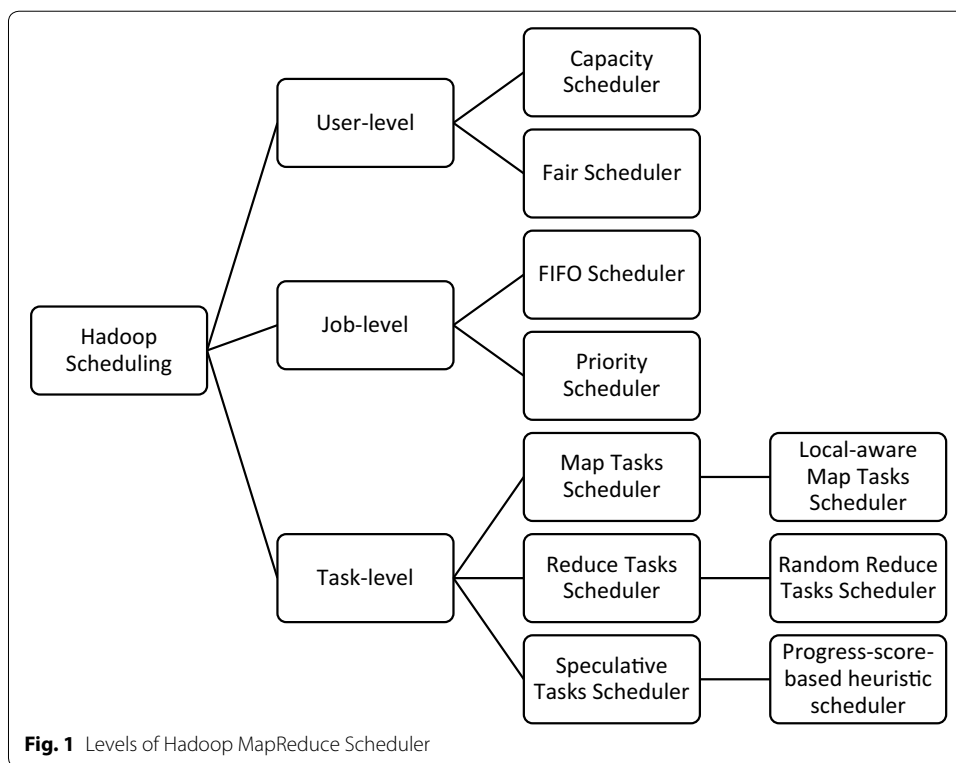 Capacity
Scheduler
User-level
Fair Scheduler
FIFO Scheduler
Job-level
Hadoop
Scheduling
Priority
Scheduler
Map Tasks
Scheduler
Local-aware
Map Tasks
Scheduler
Task-level
Reduce Tasks
Scheduler
Random Reduce
Tasks Scheduler
Speculative
Tasks Scheduler
Progress-score-
based heuristic
scheduler
Fig. 1 Levels of Hadoop MapReduce Scheduler